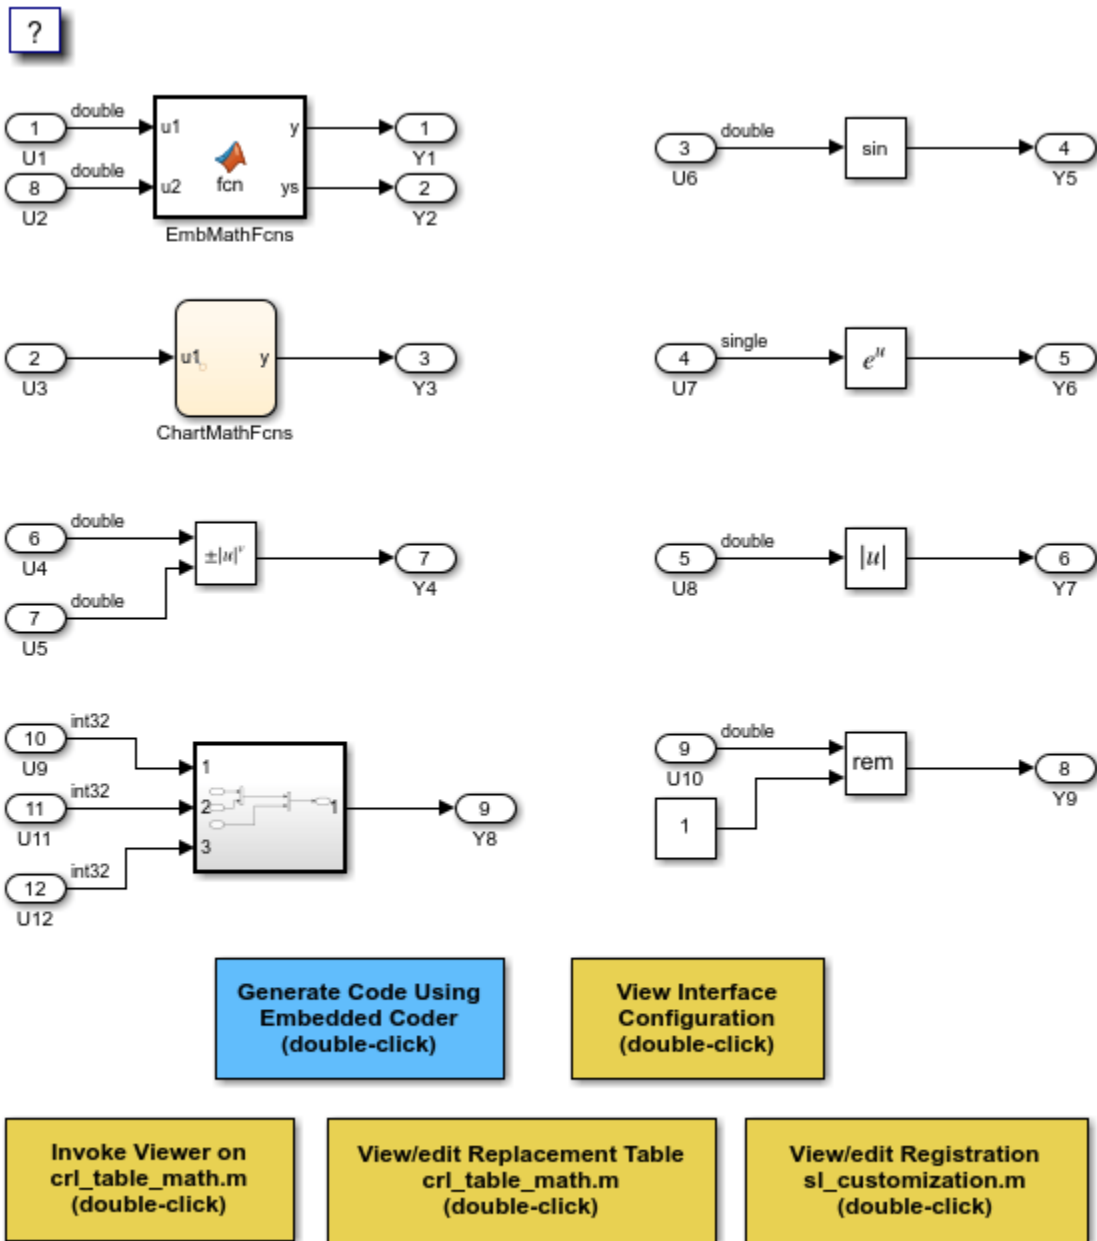 ?
double
1
u1
y
1
U1
Y1
double
8
u2
fcn
ys
2
U2
Y2
EmbMathFcns
double
3
sin
4
U6
Y5
2
u1
y
3
U3
Y3
ChartMathFcns
single
4
e^u
5
U7
Y6
double
6
U4
±|u|^v
7
Y4
double
7
U5
double
5
|u|
6
U8
Y7
int32
10
U9
1
int32
11
2
1
9
U11
Y8
3
int32
12
U12
double
9
rem
8
U10
Y9
1
Generate Code Using
Embedded Coder
(double-click)
View Interface
Configuration
(double-click)
Invoke Viewer on
crl_table_math.m
(double-click)
View/edit Replacement Table
crl_table_math.m
(double-click)
View/edit Registration
sl_customization.m
(double-click)